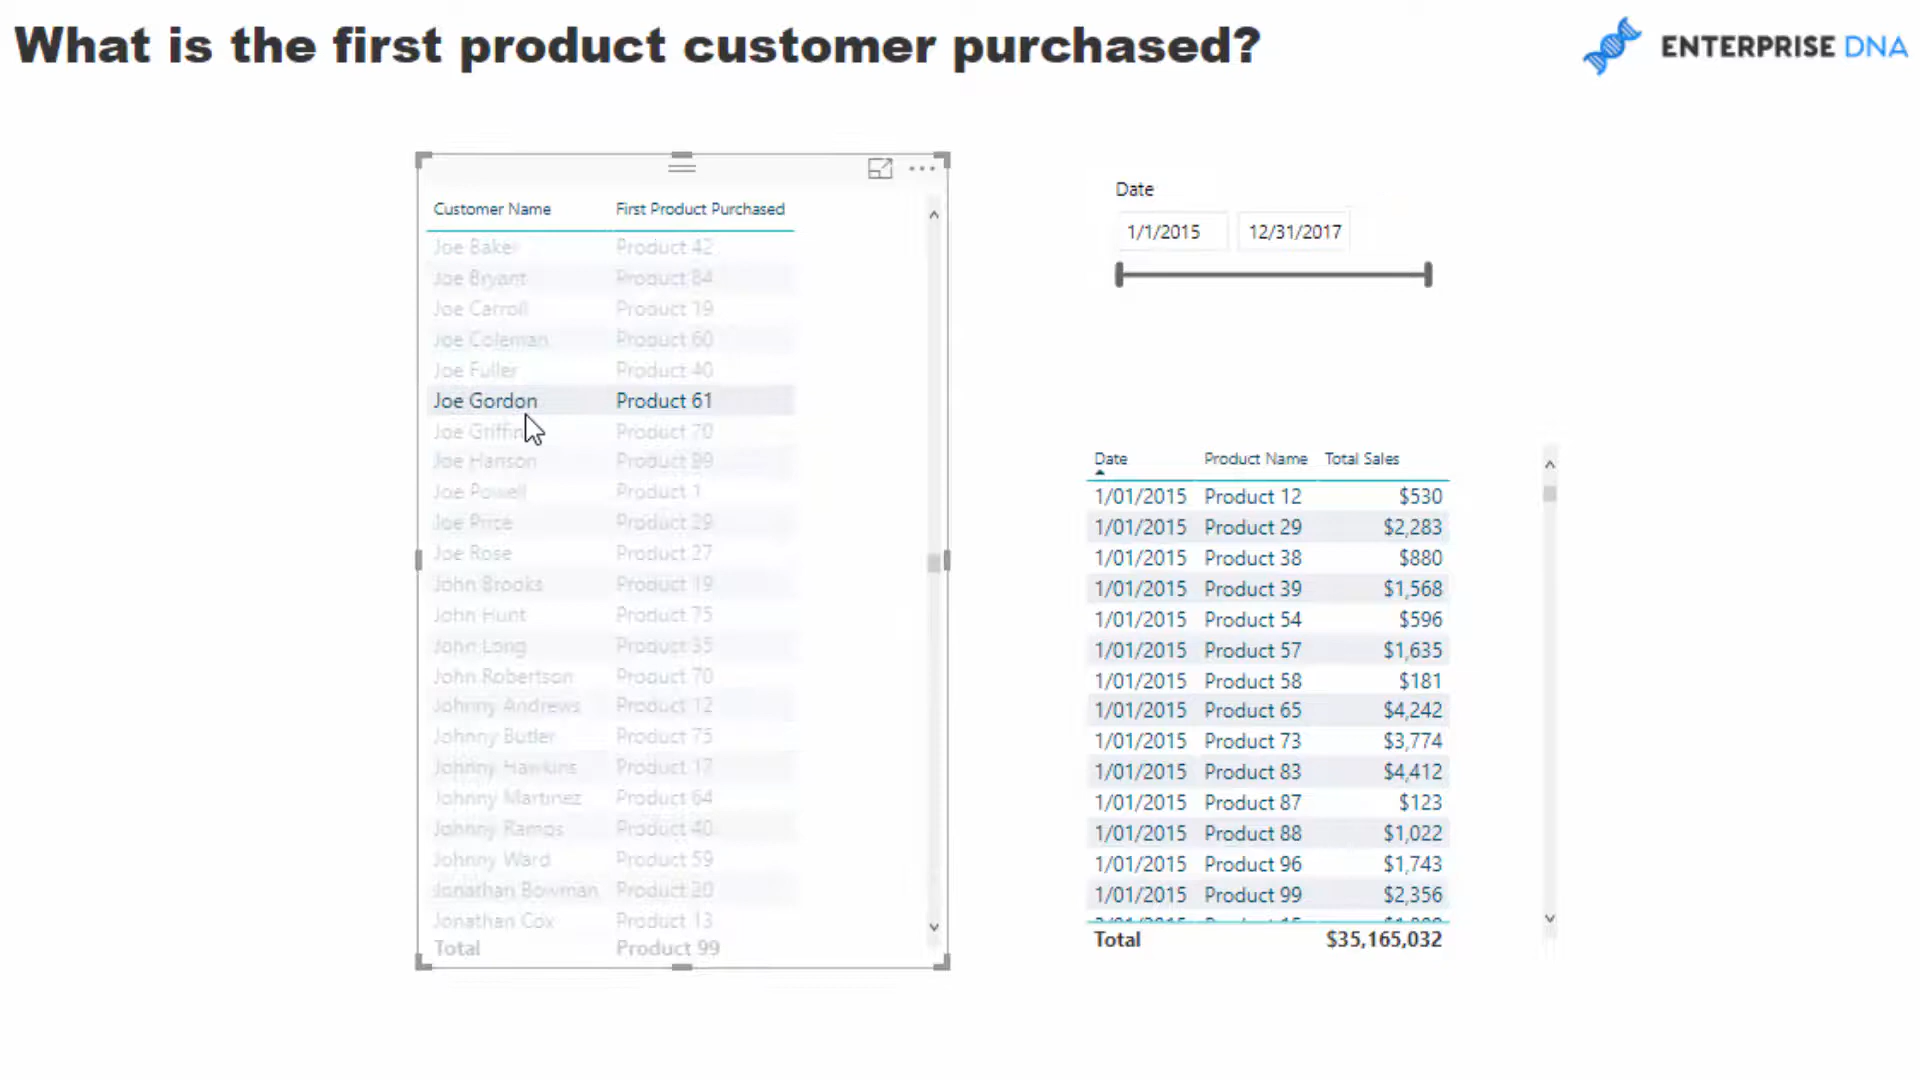 What is the first product customer purchased?
ENTERPRISE DNA
Customer Name First Product Purchased
Joe Baker Product 42
Joe Bryant Product 84
Joe Carroll Product 19
Joe Coleman Product 60
Joe Fuller Product 40
Joe Gordon Product 61
Joe Griffin Product 70
Joe Hanson Product 99
Joe Powell Product 1
Joe Price Product 29
Joe Rose Product 27
John Brooks Product 19
John Hunt Product 75
John Long Product 35
John Robertson Product 70
Johnny Andrews Product 12
Johnny Butler Product 75
Johnny Hawkins Product 17
Johnny Martinez Product 64
Johnny Ramos Product 40
Johnny Ward Product 59
Jonathan Bowman Product 20
Jonathan Cox Product 13
Total Product 99
Date
1/1/2015 12/31/2017
Date Product Name Total Sales
1/01/2015 Product 12 $530
1/01/2015 Product 29 $2,283
1/01/2015 Product 38 $880
1/01/2015 Product 39 $1,568
1/01/2015 Product 54 $596
1/01/2015 Product 57 $1,635
1/01/2015 Product 58 $181
1/01/2015 Product 65 $4,242
1/01/2015 Product 73 $3,774
1/01/2015 Product 83 $4,412
1/01/2015 Product 87 $123
1/01/2015 Product 88 $1,022
1/01/2015 Product 96 $1,743
1/01/2015 Product 99 $2,356
Total $35,165,032